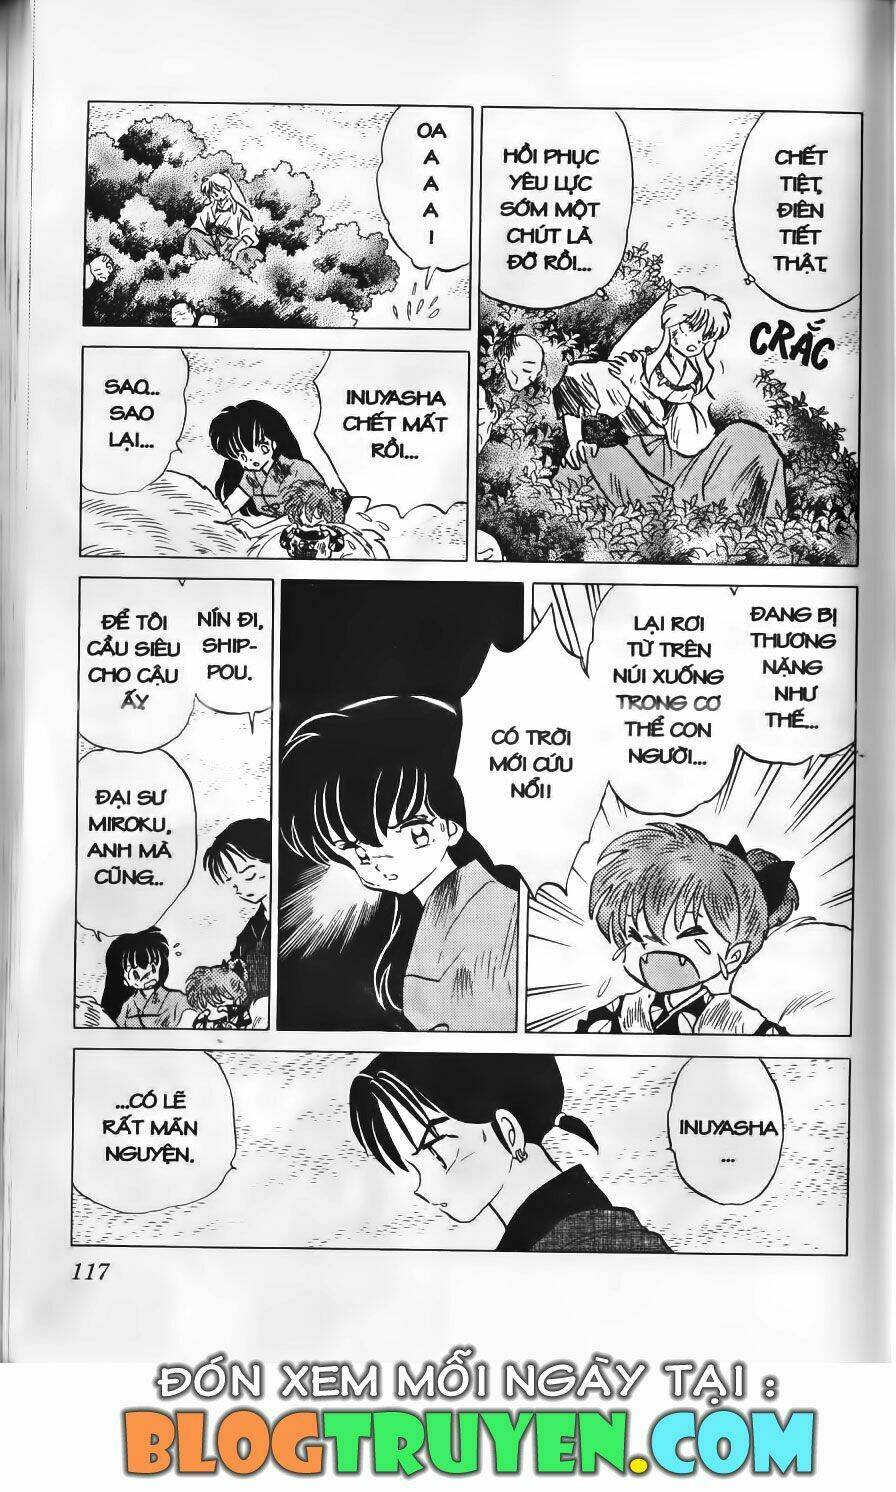 CHẾT
TIỆT,
ĐIÊN
TIẾT
THẬT.
HỒI PHỤC
YÊU LỰC
SỚM MỘT
CHÚT LÀ
ĐỠ RỒI...
CRẮC
OA
A
A
A
!
INUYASHA
CHẾT MẤT
RỒI...
SAO...
SAO
LẠI...
ĐANG BỊ
THƯƠNG
NẶNG
NHƯ
THẾ...
LẠI RƠI
TỪ TRÊN
NÚI XUỐNG
TRONG CƠ
THỂ CON
NGƯỜI...
CÓ TRỜI
MỚI CỨU
NỔI!
NÍN ĐI,
SHIP-
POU.
ĐỂ TÔI
CẦU SIÊU
CHO CẬU
ẤY
ĐẠI SƯ
MIROKU,
ANH MÀ
CŨNG...
INUYASHA
...
...CÓ LẼ
RẤT MÃN
NGUYỆN.
117
ĐÓN XEM MỖI NGÀY TẠI :
BLOGTRUYEN.COM